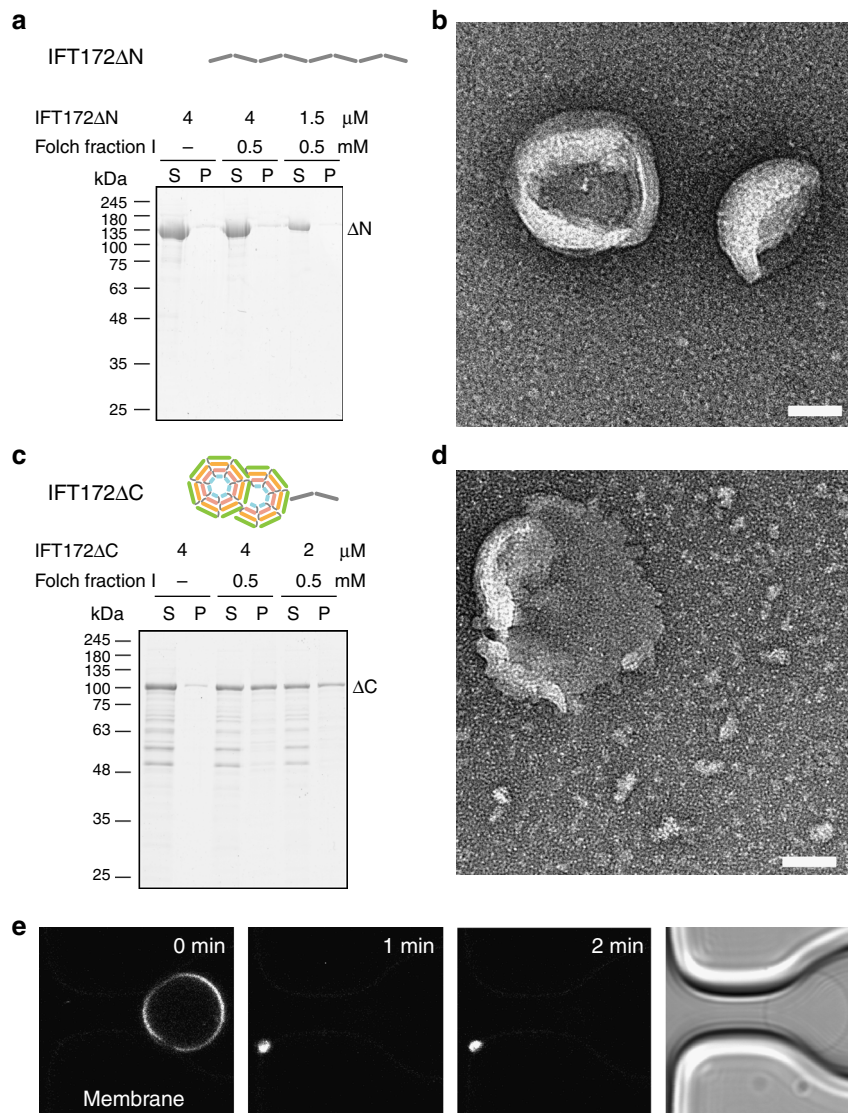 a
IFT172ΔN
IFT172ΔN 4 4 1.5 μM
Folch fraction I – 0.5 0.5 mM
kDa S P S P S P
245
180
135
100
75
63
48
35
25
ΔN
b
c
IFT172ΔC
IFT172ΔC 4 4 2 μM
Folch fraction I – 0.5 0.5 mM
kDa S P S P S P
245
180
135
100
75
63
48
35
25
ΔC
d
e
0 min
Membrane
1 min
2 min